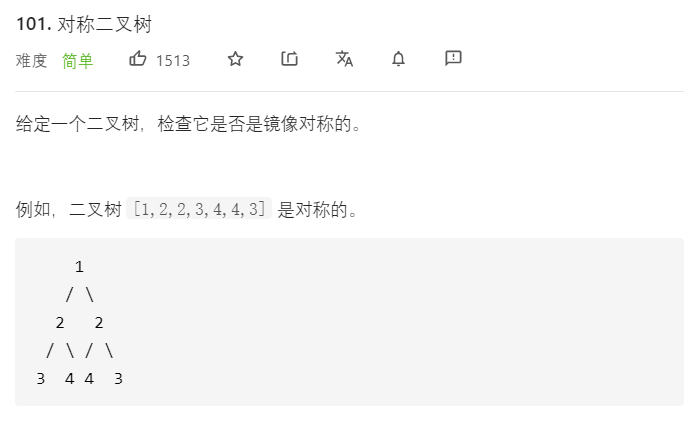 101. 对称二叉树
难度 简单 1513
给定一个二叉树，检查它是否是镜像对称的。
例如，二叉树 [1,2,2,3,4,4,3] 是对称的。
1
/ \
2 2
/ \ / \
3 4 4 3